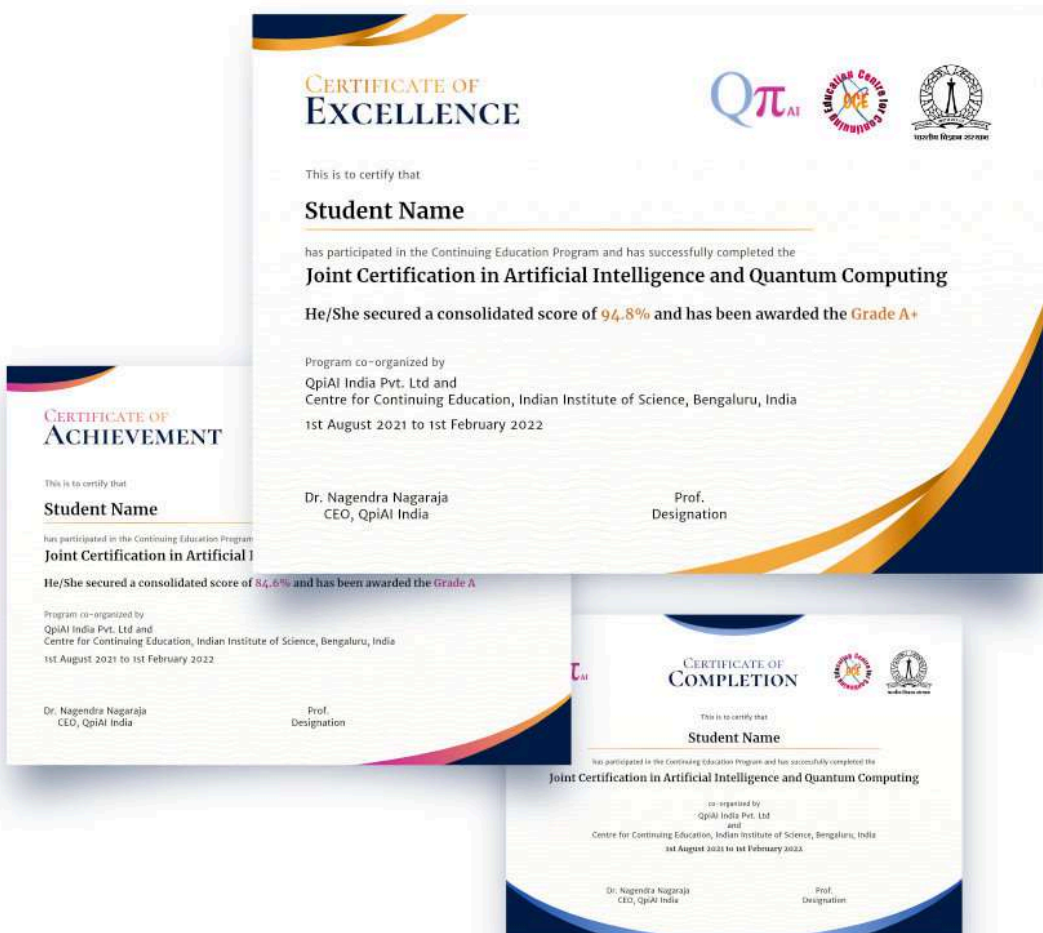 CERTIFICATE OF
EXCELLENCE
Qπ AI
Education Centre for Continuing
OCE
भारतीय विज्ञान संस्थान
This is to certify that
Student Name
has participated in the Continuing Education Program and has successfully completed the
Joint Certification in Artificial Intelligence and Quantum Computing
He/She secured a consolidated score of 94.8% and has been awarded the Grade A+
Program co-organized by
QpiAI India Pvt. Ltd and
Centre for Continuing Education, Indian Institute of Science, Bengaluru, India
1st August 2021 to 1st February 2022
Dr. Nagendra Nagaraja
CEO, QpiAI India
Prof.
Designation
CERTIFICATE OF
ACHIEVEMENT
This is to certify that
Student Name
has participated in the Continuing Education Program
Joint Certification in Artificial I
He/She secured a consolidated score of 84.6% and has been awarded the Grade A
Program co-organized by
QpiAI India Pvt. Ltd and
Centre for Continuing Education, Indian Institute of Science, Bengaluru, India
1st August 2021 to 1st February 2022
Dr. Nagendra Nagaraja
CEO, QpiAI India
Prof.
Designation
π AI
CERTIFICATE OF
COMPLETION
This is to certify that
Student Name
has participated in the Continuing Education Program and has successfully completed the
Joint Certification in Artificial Intelligence and Quantum Computing
co-organized by
QpiAI India Pvt. Ltd
and
Centre for Continuing Education, Indian Institute of Science, Bengaluru, India
1st August 2021 to 1st February 2022
Dr. Nagendra Nagaraja
CEO, QpiAI India
Prof.
Designation